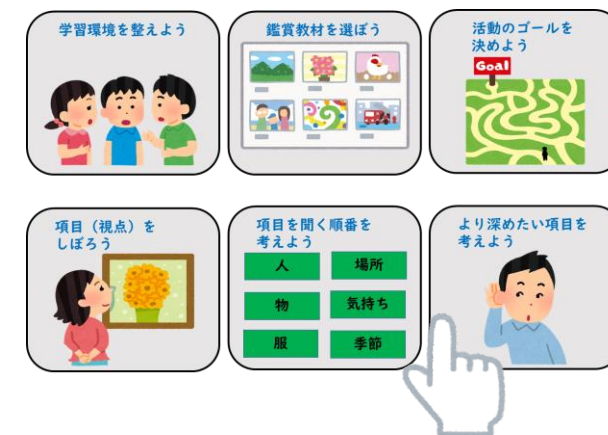 学習環境を整えよう
鑑賞教材を選ぼう
活動のゴールを
決めよう
Goal
項目（視点）を
しぼろう
項目を聞く順番を
考えよう
人
場所
物
気持ち
服
季節
より深めたい項目を
考えよう